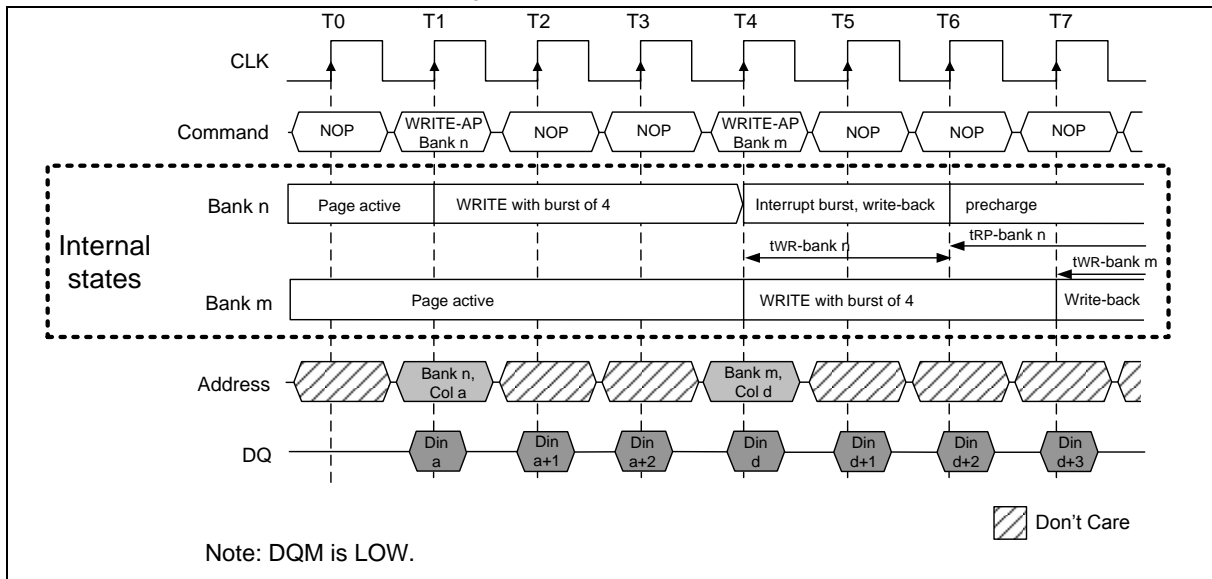 T0 T1 T2 T3 T4 T5 T6 T7
CLK
Command NOP WRITE-AP Bank n NOP NOP WRITE-AP Bank m NOP NOP NOP
Internal states
Bank n Page active WRITE with burst of 4 Interrupt burst, write-back precharge
tWR-bank n tRP-bank n
tWR-bank m
Bank m Page active WRITE with burst of 4 Write-back
Address Bank n, Col a Bank m, Col d
DQ Din a Din a+1 Din a+2 Din d Din d+1 Din d+2 Din d+3
Don't Care
Note: DQM is LOW.